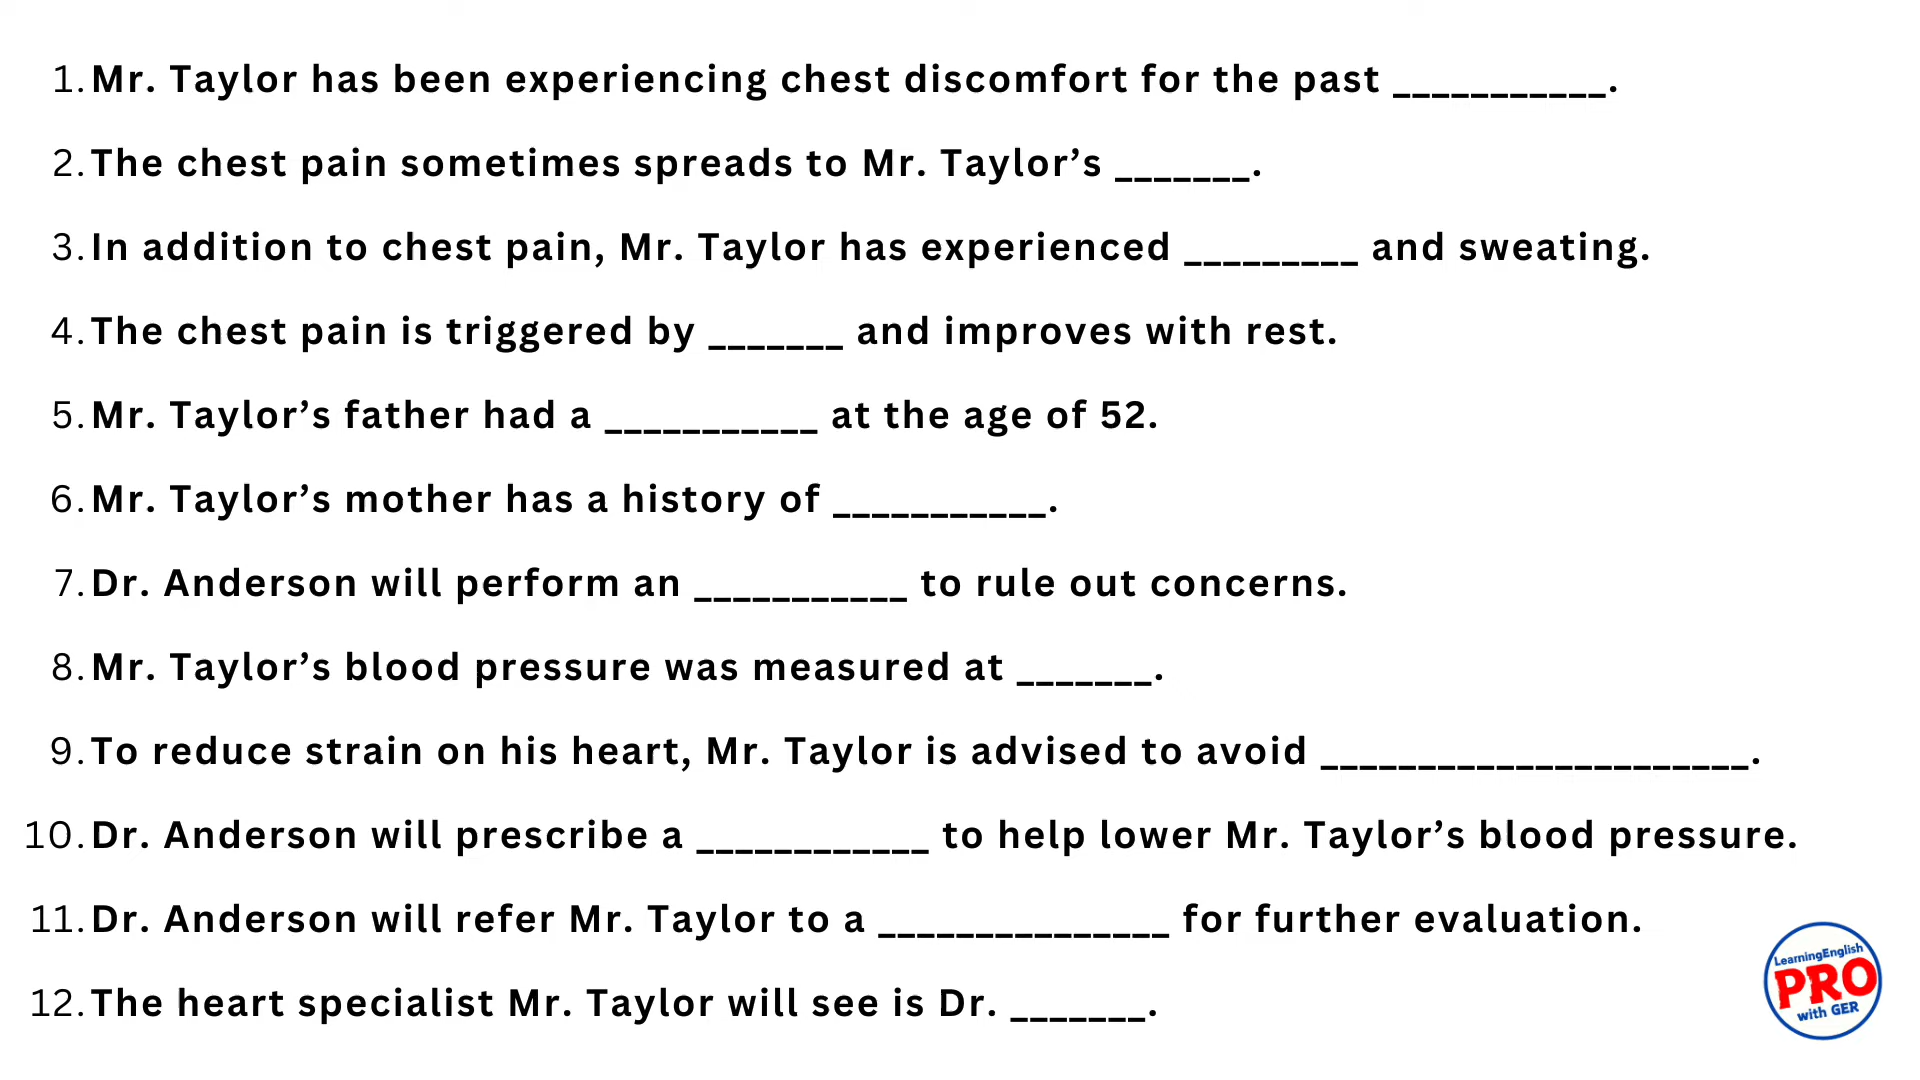 1. Mr. Taylor has been experiencing chest discomfort for the past ___________.
2. The chest pain sometimes spreads to Mr. Taylor’s _______.
3. In addition to chest pain, Mr. Taylor has experienced _________ and sweating.
4. The chest pain is triggered by _______ and improves with rest.
5. Mr. Taylor’s father had a ___________ at the age of 52.
6. Mr. Taylor’s mother has a history of ___________.
7. Dr. Anderson will perform an ___________ to rule out concerns.
8. Mr. Taylor’s blood pressure was measured at _______.
9. To reduce strain on his heart, Mr. Taylor is advised to avoid ______________________.
10. Dr. Anderson will prescribe a ____________ to help lower Mr. Taylor’s blood pressure.
11. Dr. Anderson will refer Mr. Taylor to a _______________ for further evaluation.
12. The heart specialist Mr. Taylor will see is Dr. _______.
LearningEnglish
PRO
with GER